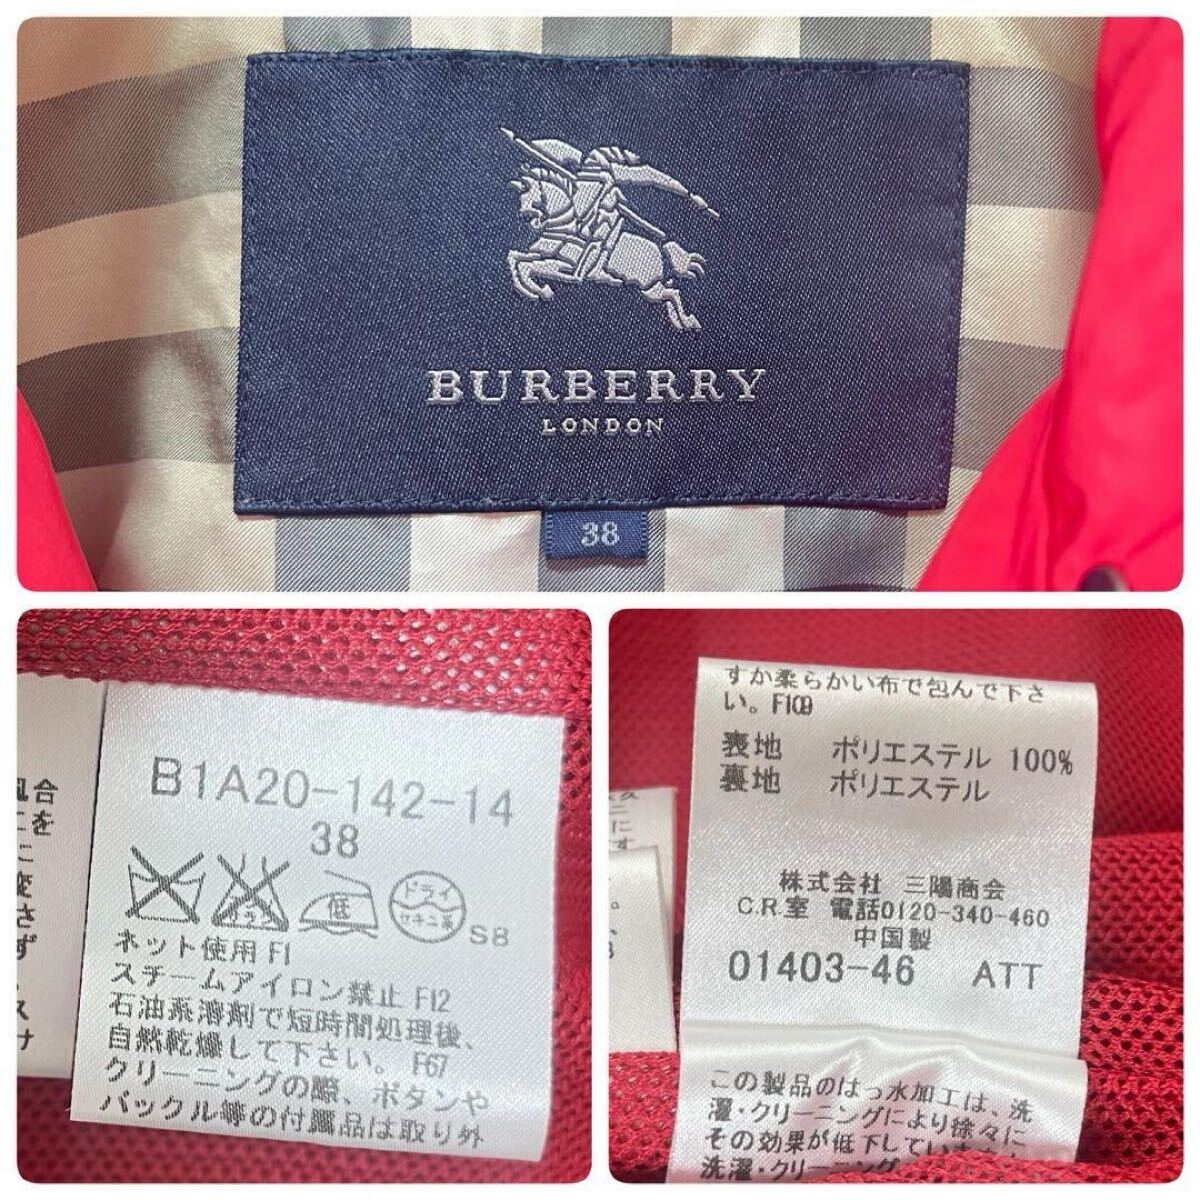 BURBERRY
LONDON
38
B1A20-142-14
38
エンソ
サラシ
低
ドライ
セキユ系
S8
ネット使用 F1
スチームアイロン禁止 F12
石油系溶剤で短時間処理後、
自然乾燥して下さい。 F67
クリーニングの際、ボタンや
バックル等の付属品は取り外
すか柔らかい布で包んで下さ
い。F109
表地 ポリエステル 100%
裏地 ポリエステル
株式会社 三陽商会
C.R.室 電話0120-340-460
中国製
01403-46 ATT
この製品のはっ水加工は、洗
濯・クリーニングにより徐々に
その効果が低下して
洗濯・クリーニング